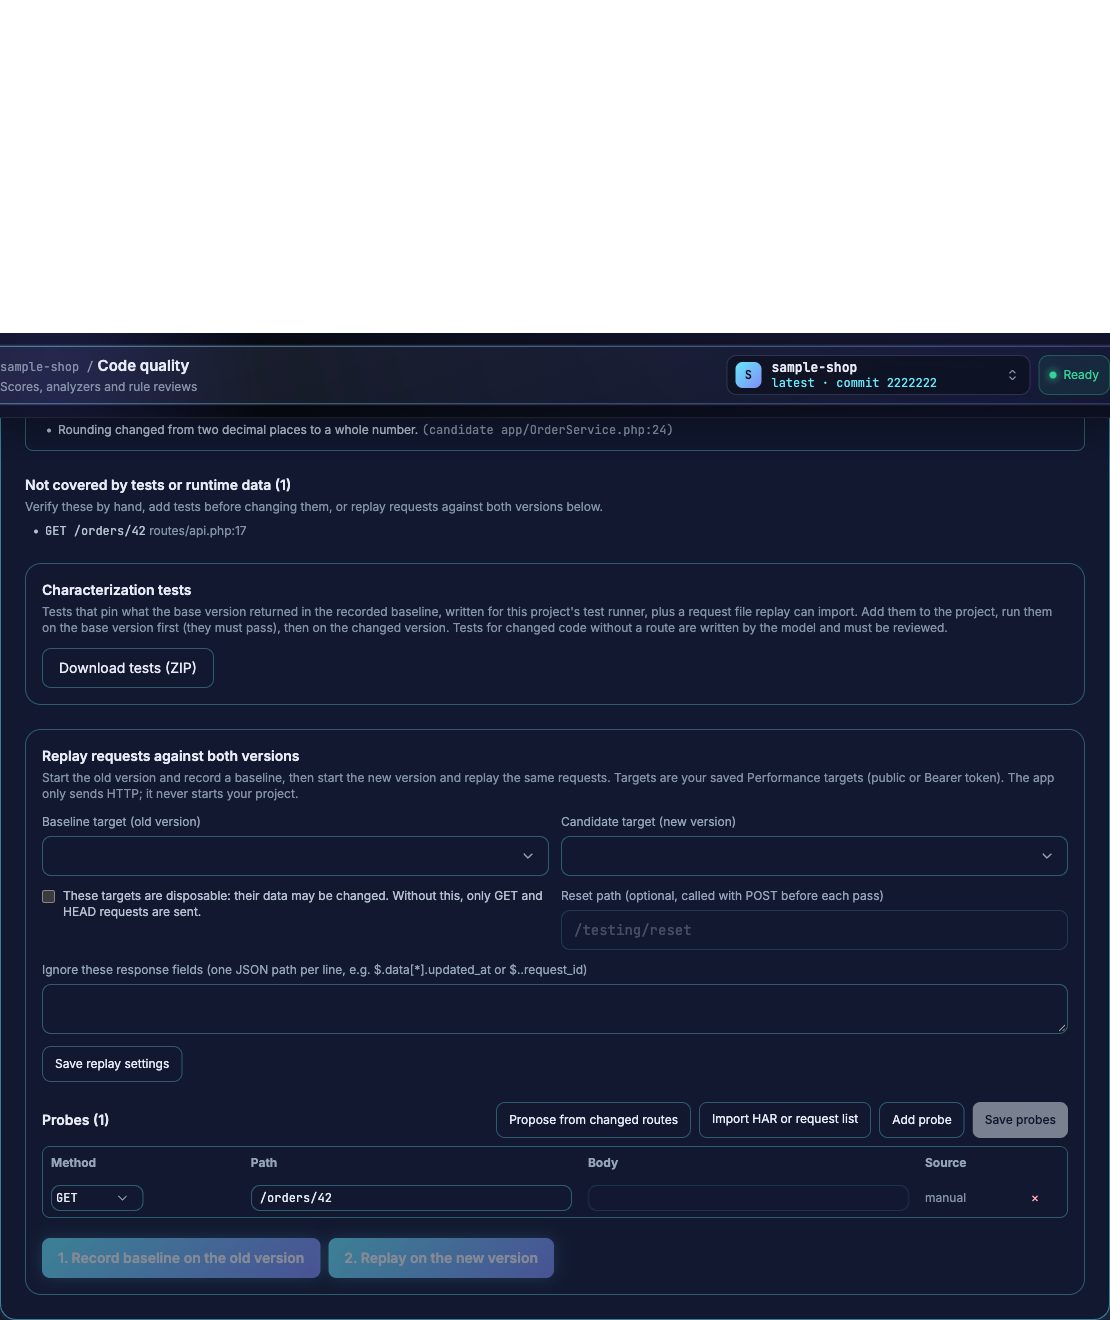 sample-shop / Code quality
Scores, analyzers and rule reviews
S
sample-shop
latest · commit 2222222
Ready
• Rounding changed from two decimal places to a whole number. (candidate app/OrderService.php:24)
Not covered by tests or runtime data (1)
Verify these by hand, add tests before changing them, or replay requests against both versions below.
• GET /orders/42 routes/api.php:17
Characterization tests
Tests that pin what the base version returned in the recorded baseline, written for this project's test runner, plus a request file replay can import. Add them to the project, run them
on the base version first (they must pass), then on the changed version. Tests for changed code without a route are written by the model and must be reviewed.
Download tests (ZIP)
Replay requests against both versions
Start the old version and record a baseline, then start the new version and replay the same requests. Targets are your saved Performance targets (public or Bearer token). The app
only sends HTTP; it never starts your project.
Baseline target (old version)
Candidate target (new version)
These targets are disposable: their data may be changed. Without this, only GET and
HEAD requests are sent.
Reset path (optional, called with POST before each pass)
/testing/reset
Ignore these response fields (one JSON path per line, e.g. $.data[*].updated_at or $..request_id)
Save replay settings
Probes (1)
Propose from changed routes
Import HAR or request list
Add probe
Save probes
Method
Path
Body
Source
GET
/orders/42
manual
×
1. Record baseline on the old version
2. Replay on the new version